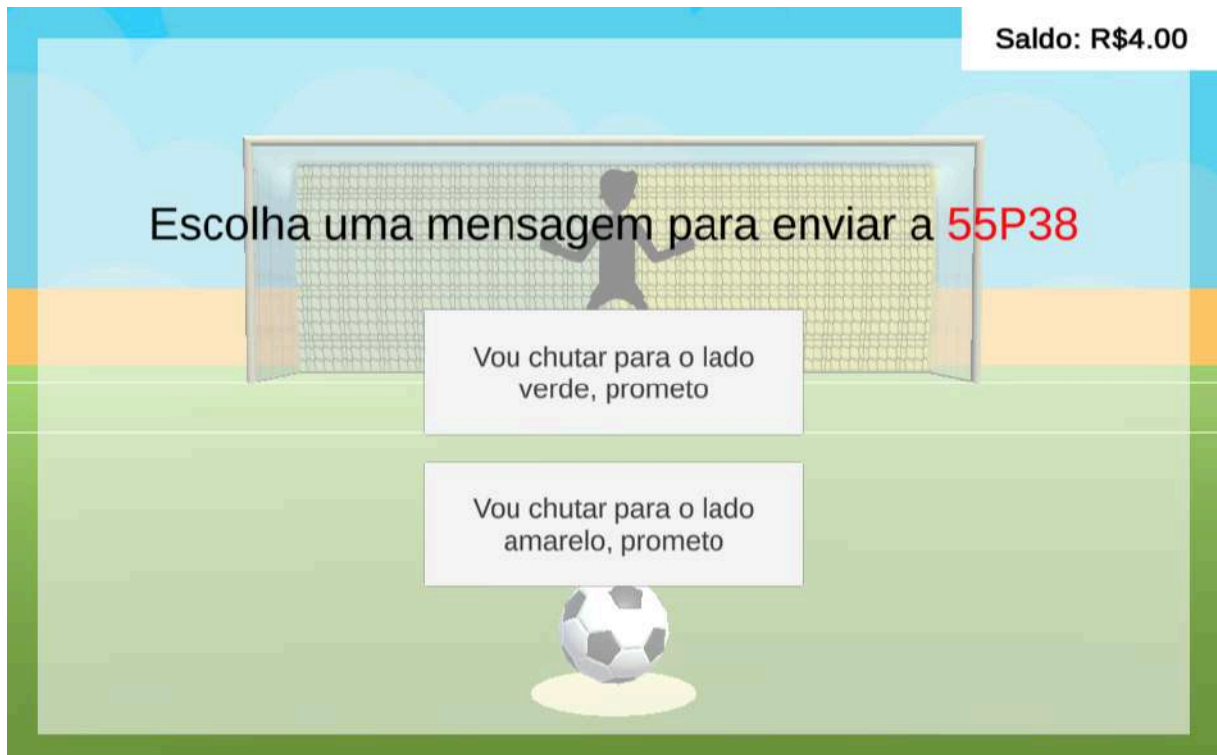 Saldo: R$4.00
Escolha uma mensagem para enviar a 55P38
Vou chutar para o lado
verde, prometo
Vou chutar para o lado
amarelo, prometo